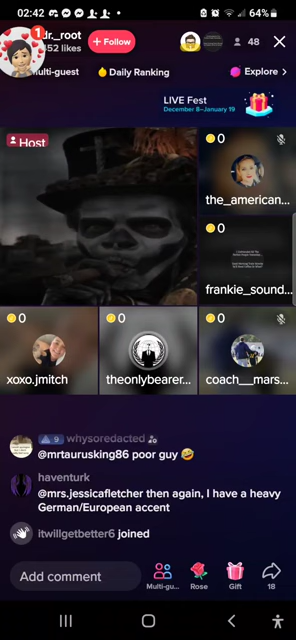 02:42
64%
1
dr._root
452 likes
+ Follow
48
Multi-guest
Daily Ranking
Explore >
LIVE Fest
December 8–January 19
Host
0
the_american...
0
frankie_sound...
0
xoxo.jmitch
0
theonlybearer...
0
coach__mars...
9 whysoredacted
@mrtaurusking86 poor guy 🤣
haventurk
@mrs.jessicafletcher then again, I have a heavy
German/European accent
itwillgetbetter6 joined
Add comment
Multi-gu...
Rose
Gift
18